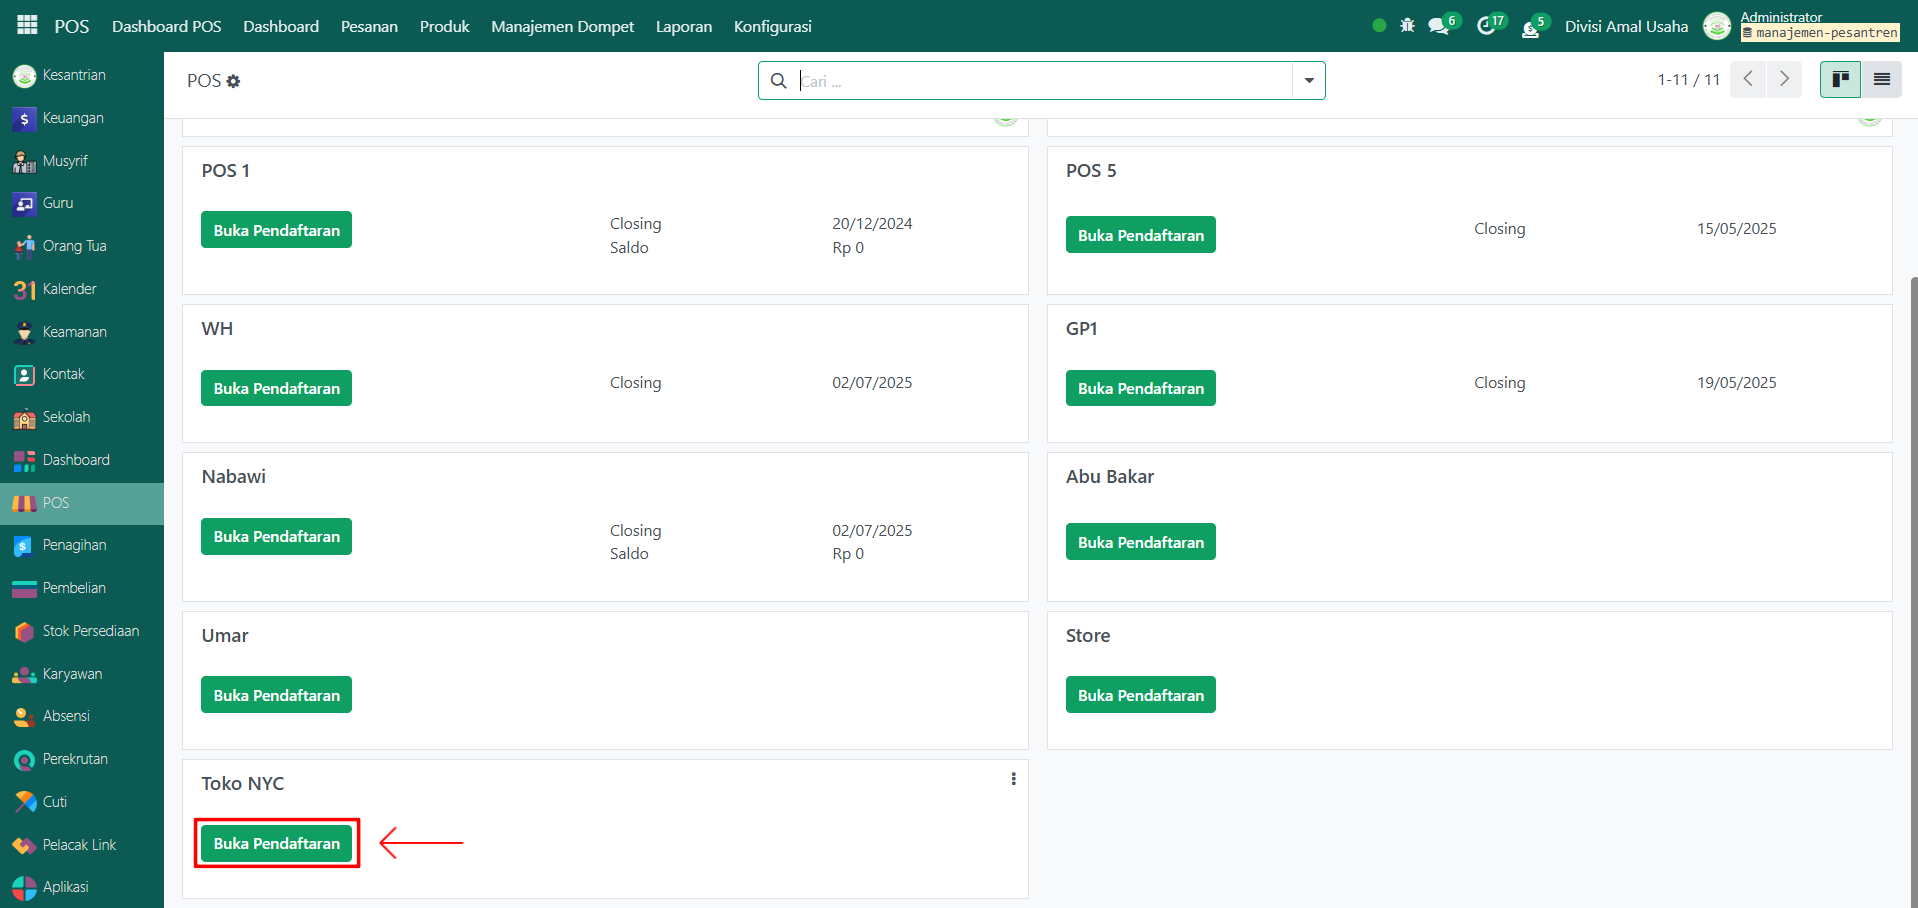 POS Dashboard POS Dashboard Pesanan Produk Manajemen Dompet Laporan Konfigurasi 6 17 5 Divisi Amal Usaha Administrator
manajemen-pesantren
Kesantrian
Keuangan
Musyrif
Guru
Orang Tua
31 Kalender
Keamanan
Kontak
Sekolah
Dashboard
POS
Penagihan
Pembelian
Stok Persediaan
Karyawan
Absensi
Perekrutan
Cuti
Pelacak Link
Aplikasi
POS Cari ... 1-11 / 11
POS 1
Buka Pendaftaran
Closing 20/12/2024
Saldo Rp 0
POS 5
Buka Pendaftaran
Closing 15/05/2025
WH
Buka Pendaftaran
Closing 02/07/2025
GP1
Buka Pendaftaran
Closing 19/05/2025
Nabawi
Buka Pendaftaran
Closing 02/07/2025
Saldo Rp 0
Abu Bakar
Buka Pendaftaran
Umar
Buka Pendaftaran
Store
Buka Pendaftaran
Toko NYC
Buka Pendaftaran